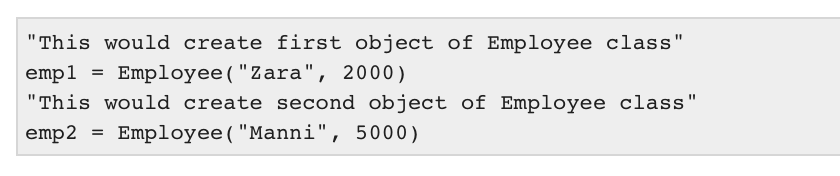 "This would create first object of Employee class"
emp1 = Employee("Zara", 2000)
"This would create second object of Employee class"
emp2 = Employee("Manni", 5000)